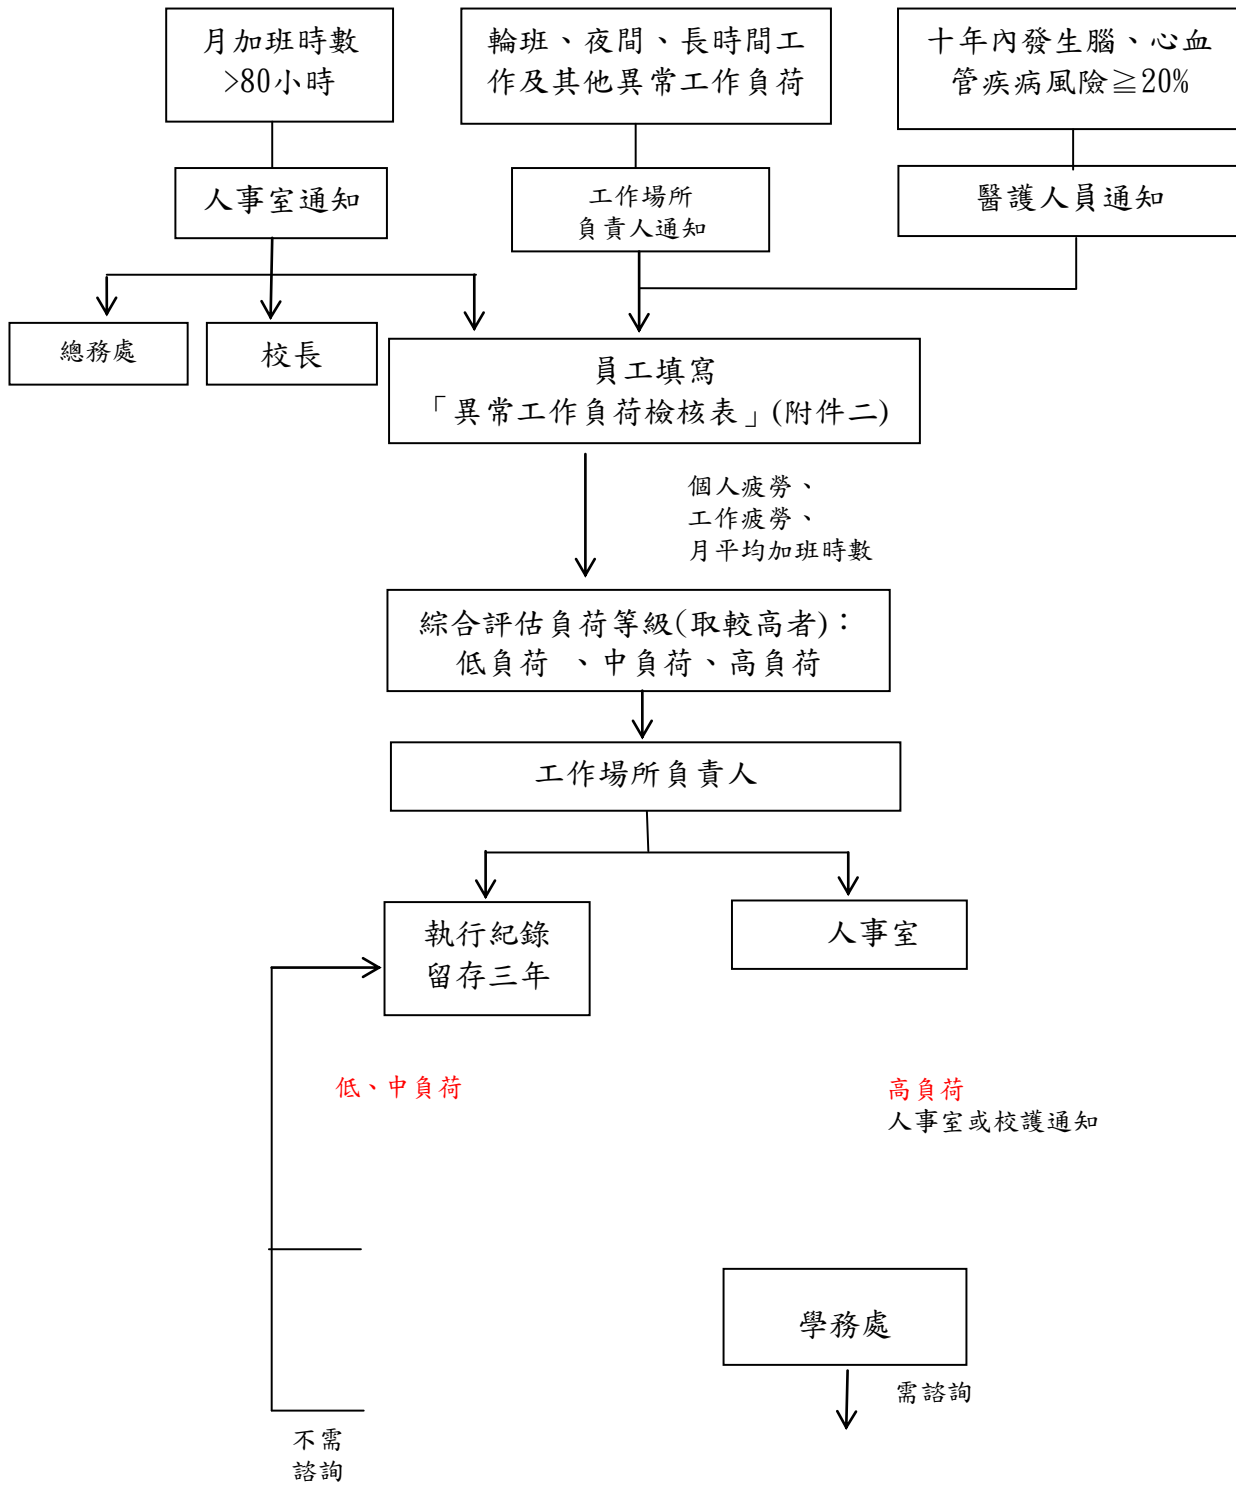 月加班時數
>80小時
輪班、夜間、長時間工
作及其他異常工作負荷
十年內發生腦、心血
管疾病風險≧20%
人事室通知
工作場所
負責人通知
醫護人員通知
總務處
校長
員工填寫
「異常工作負荷檢核表」(附件二)
個人疲勞、
工作疲勞、
月平均加班時數
綜合評估負荷等級(取較高者)：
低負荷 、中負荷、高負荷
工作場所負責人
執行紀錄
留存三年
人事室
低、中負荷
高負荷
人事室或校護通知
學務處
需諮詢
不需
諮詢